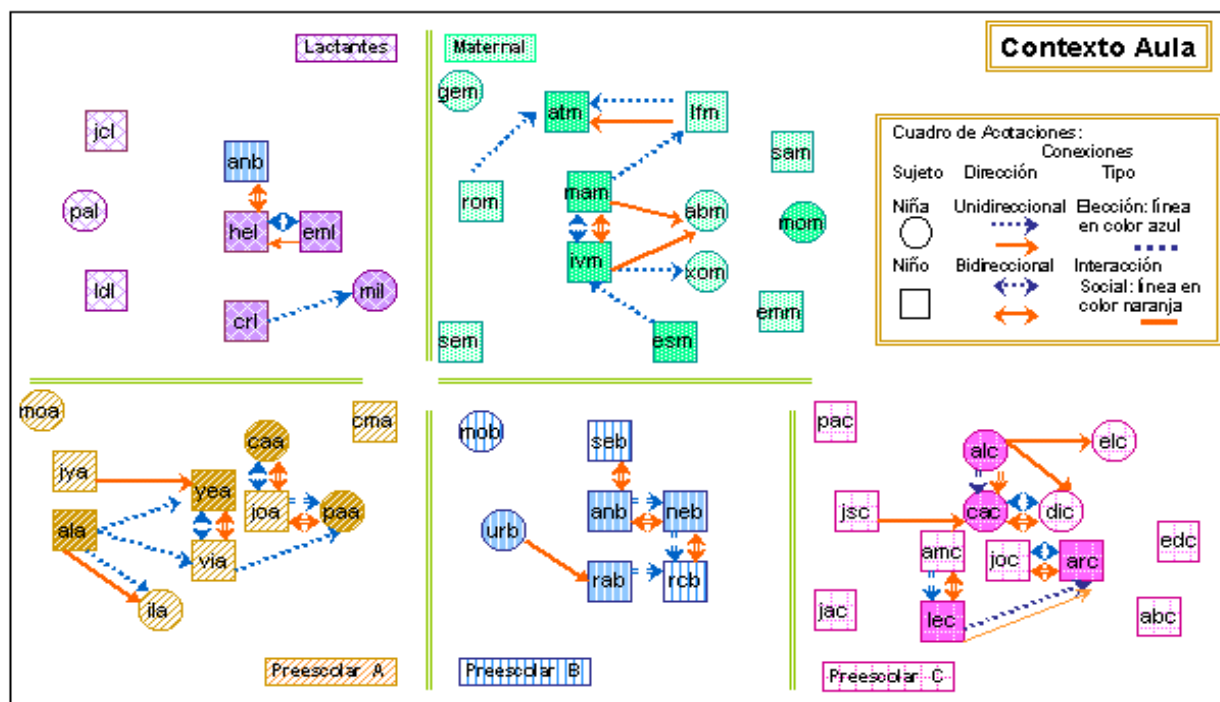 Lactantes
Maternal
Contexto Aula
gem
atm
lfm
jcl
anb
sam
rom
mam
abm
mom
pal
hel
eml
ivm
xom
ldl
mil
crl
emm
sem
esm
Cuadro de Acotaciones:
Conexiones
Sujeto Dirección Tipo
Niña Unidireccional Elección: línea
en color azul
Niño Bidireccional Interacción
Social: línea en
color naranja
moa
cma
caa
jya
yea
joa
paa
ala
via
ila
Preescolar A
mob
seb
anb
neb
urb
rab
rcb
Preescolar B
pac
alc
elc
jsc
cac
dic
amc
joc
arc
edc
jac
lec
abc
Preescolar C